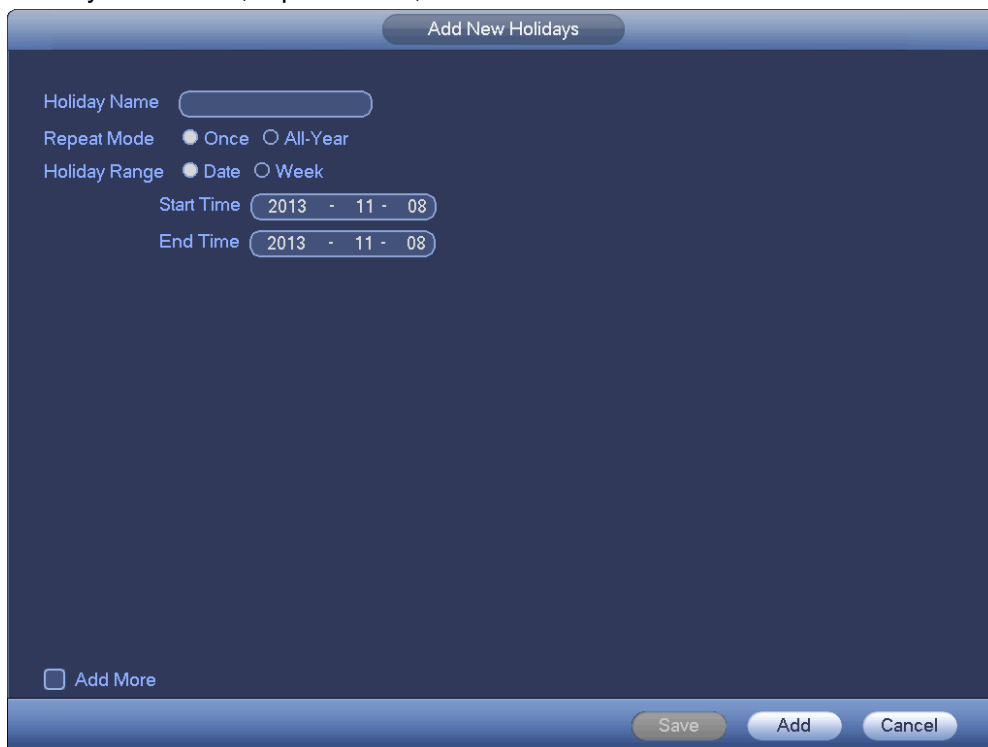 Add New Holidays
Holiday Name
Repeat Mode Once All-Year
Holiday Range Date Week
Start Time 2013 - 11 - 08
End Time 2013 - 11 - 08
Add More
Save Add Cancel